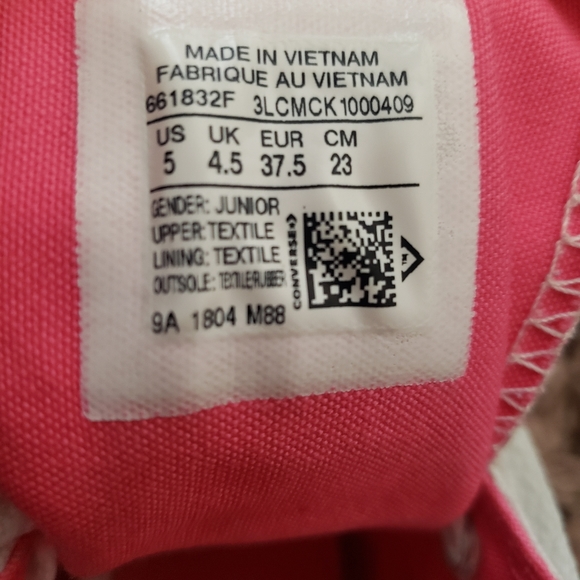 MADE IN VIETNAM
FABRIQUE AU VIETNAM
661832F 3LCMCK1000409
US UK EUR CM
5 4.5 37.5 23
GENDER: JUNIOR
UPPER: TEXTILE
LINING: TEXTILE
OUTSOLE: TEXTILE/RUBBER
9A 1804 M88
CONVERSE
TM